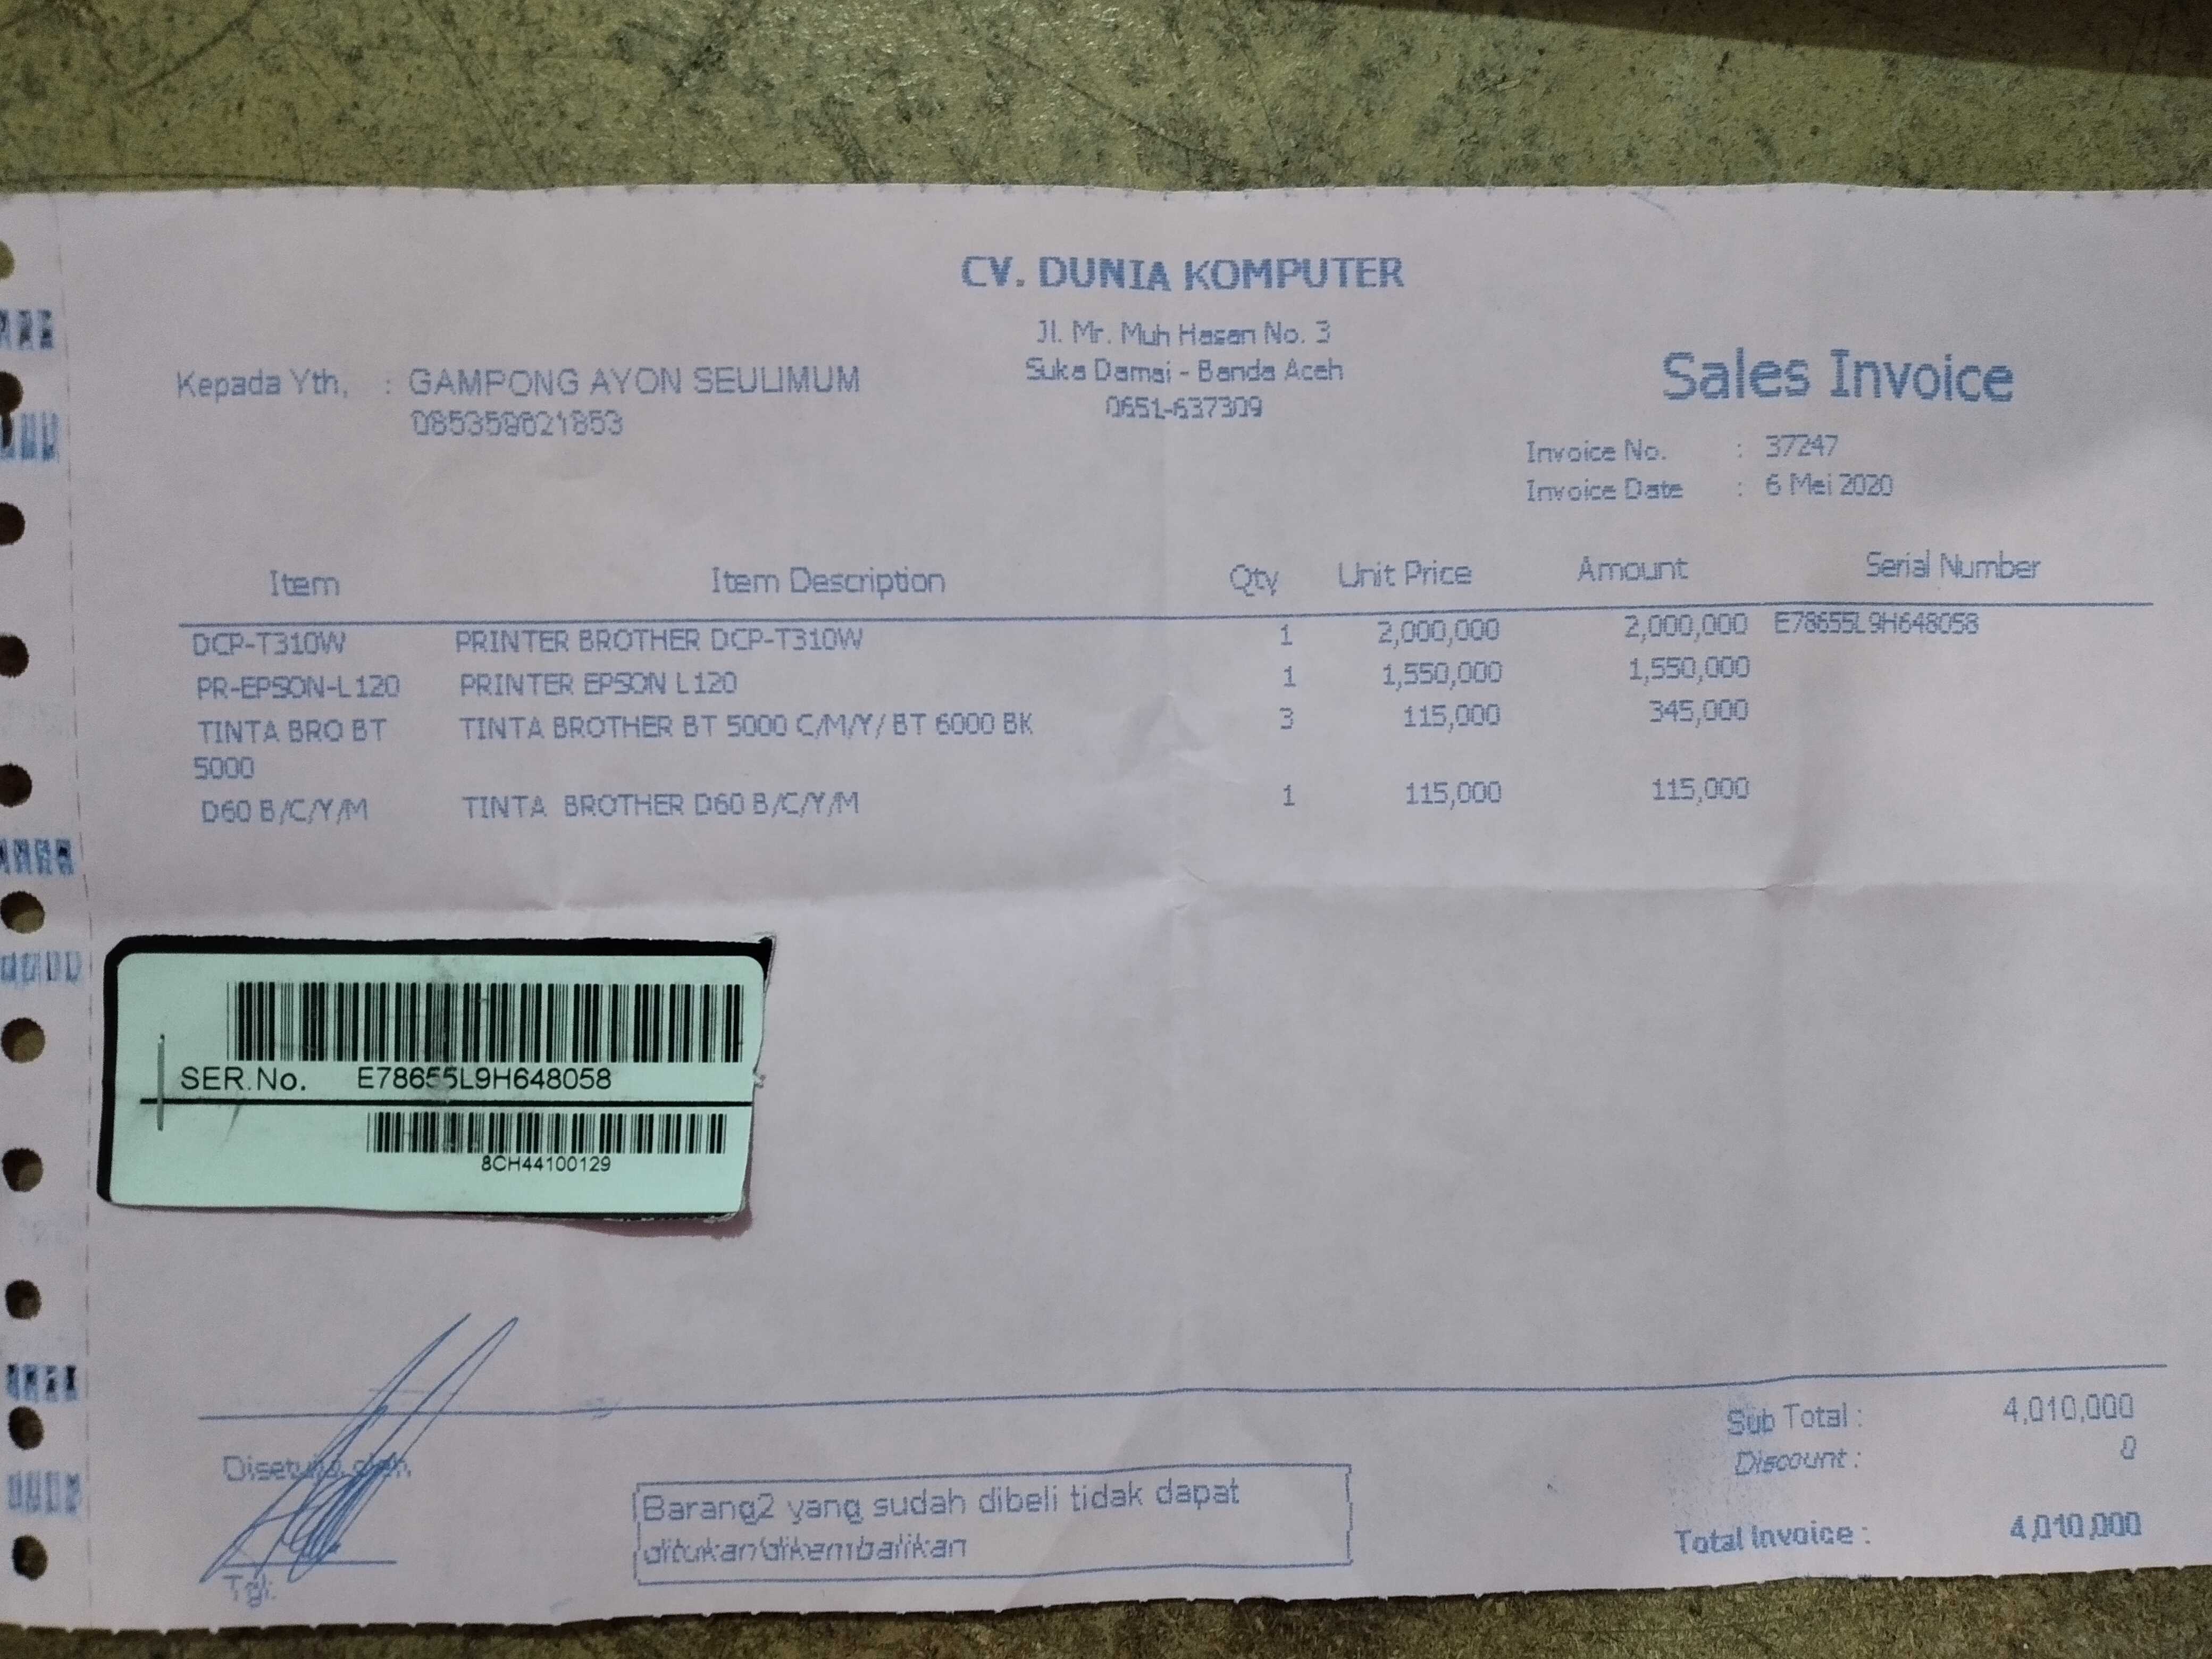 CV. DUNIA KOMPUTER
Jl. Mr. Muh Hasan No. 3
Suka Damai - Banda Aceh
0651-637309
Kepada Yth, : GAMPONG AYON SEULIMUM
085359621853
Sales Invoice
Invoice No. : 37247
Invoice Date : 6 Mei 2020
Item Item Description Qty Unit Price Amount Serial Number
DCP-T310W PRINTER BROTHER DCP-T310W 1 2,000,000 2,000,000 E78655L9H648058
PR-EPSON-L120 PRINTER EPSON L120 1 1,550,000 1,550,000
TINTA BRO BT TINTA BROTHER BT 5000 C/M/Y/ BT 6000 BK 3 115,000 345,000
5000
D60 B/C/Y/M TINTA BROTHER D60 B/C/Y/M 1 115,000 115,000
SER.No. E78655L9H648058
8CH44100129
Sub Total : 4,010,000
Discount : 0
Total Invoice : 4,010,000
Disetujui oleh,
Tgl:
Barang2 yang sudah dibeli tidak dapat
ditukar/dikembalikan